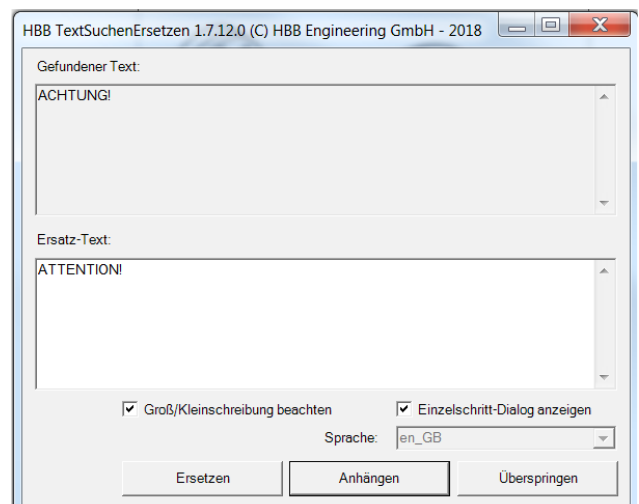 HBB TextSuchenErsetzen 1.7.12.0 (C) HBB Engineering GmbH - 2018
Gefundener Text:
ACHTUNG!
Ersatz-Text:
ATTENTION!
Groß/Kleinschreibung beachten Einzelschritt-Dialog anzeigen
Sprache: en_GB
Ersetzen Anhängen Überspringen